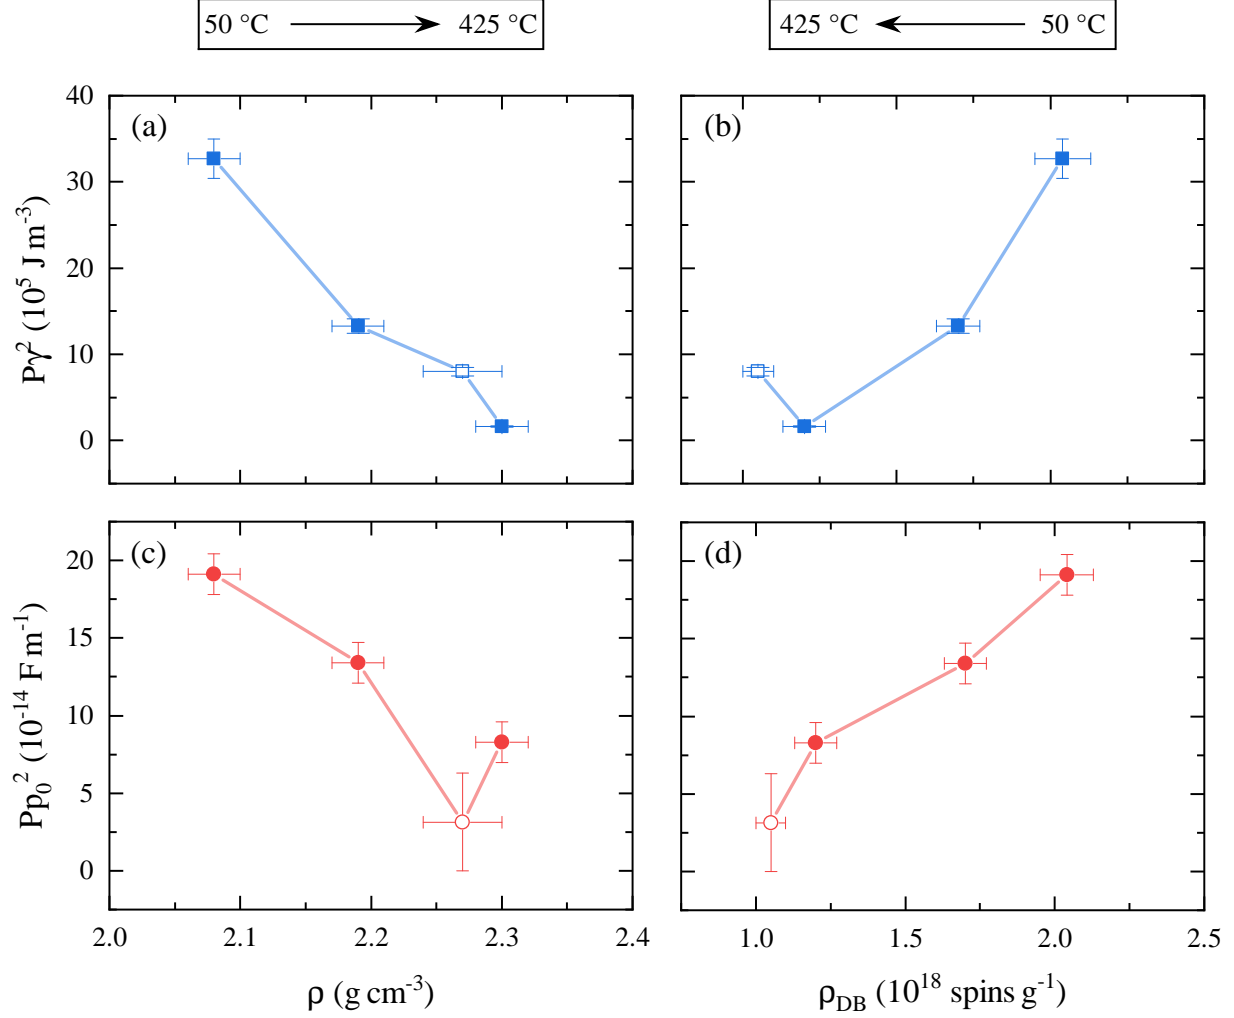 50 °C 425 °C
425 °C 50 °C
(a)
(b)
40
30
20
10
0
Pγ² (10⁵ J m⁻³)
(c)
(d)
20
15
10
5
0
Pp₀² (10⁻¹⁴ F m⁻¹)
2.0 2.1 2.2 2.3 2.4
1.0 1.5 2.0 2.5
ρ (g cm⁻³)
ρ_DB (10¹⁸ spins g⁻¹)